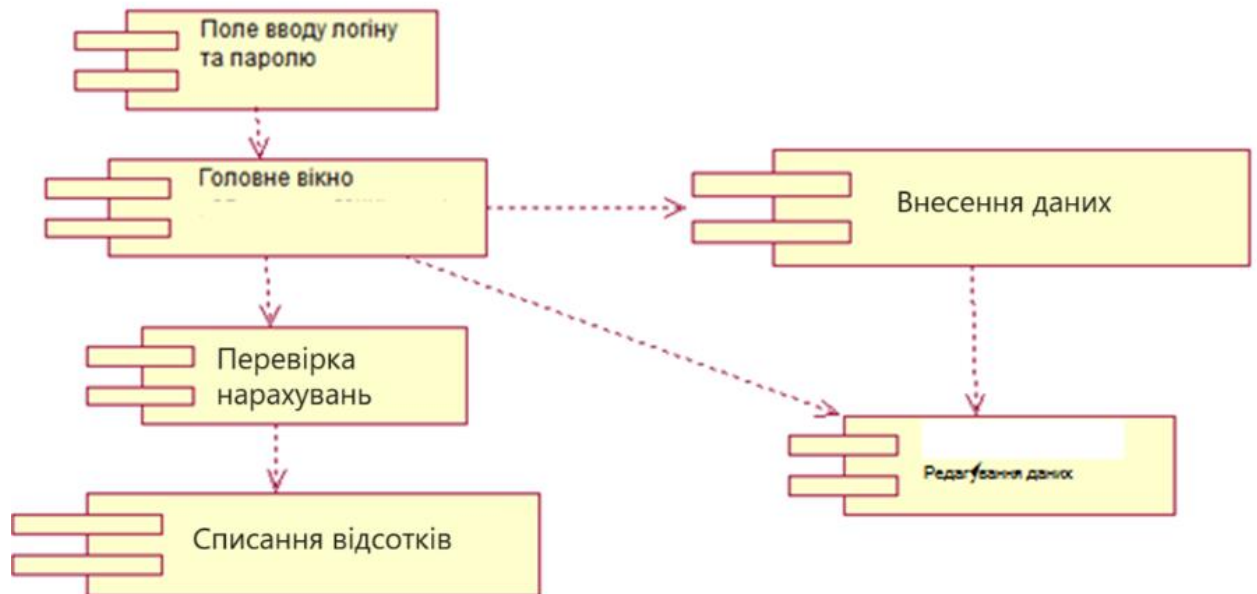 Поле вводу логіну
та паролю
Головне вікно
Внесення даних
Перевірка
нарахувань
Редагування даних
Списання відсотків